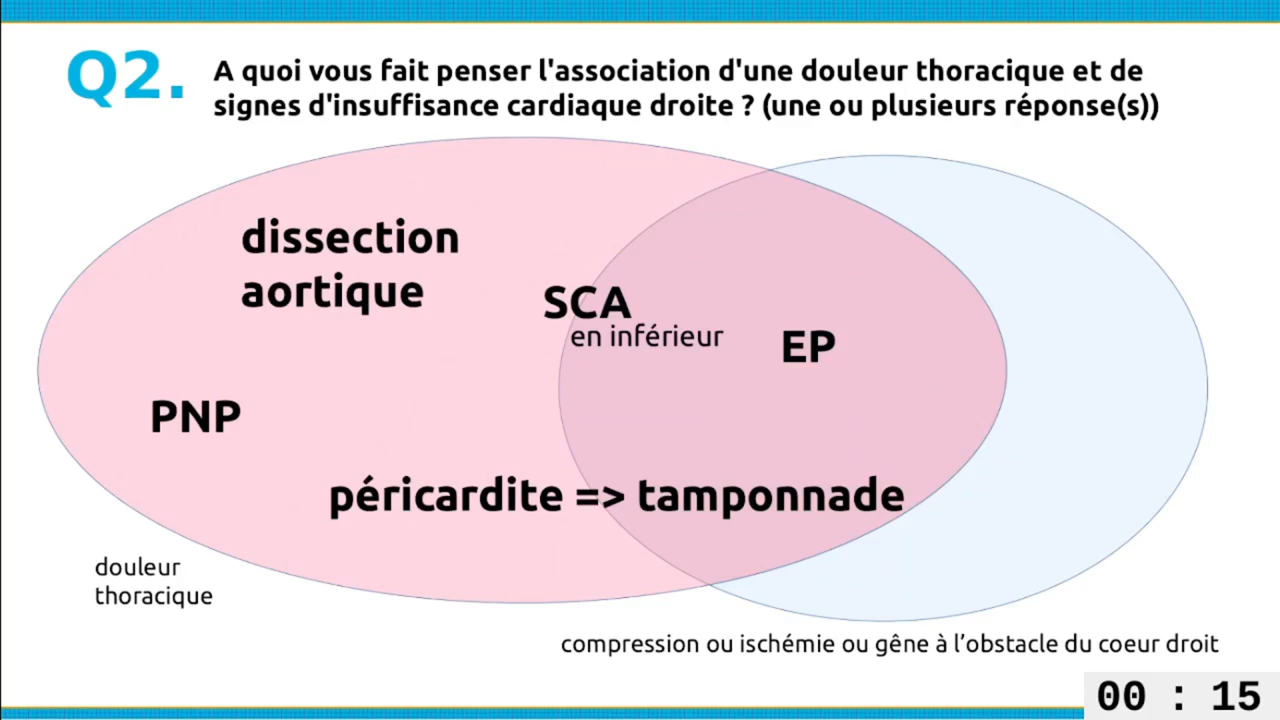 Q2.
A quoi vous fait penser l'association d'une douleur thoracique et de
signes d'insuffisance cardiaque droite ? (une ou plusieurs réponse(s))
dissection
aortique
SCA
en inférieur
EP
PNP
péricardite => tamponnade
douleur
thoracique
compression ou ischémie ou gêne à l’obstacle du coeur droit
00 : 15